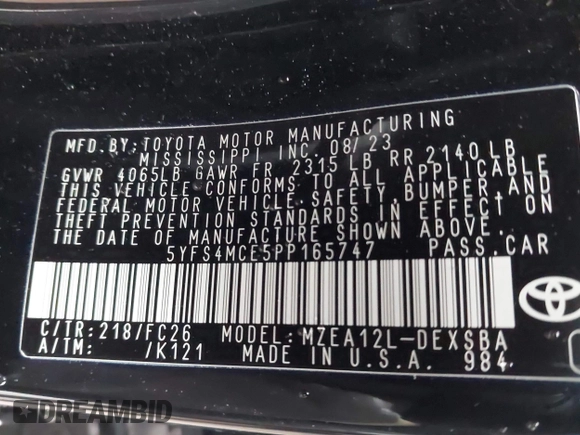 MFD.BY:TOYOTA MOTOR MANUFACTURING
MISSISSIPPI INC. 08/23
GVWR 4065LB GAWR FR 2315 LB RR 2140 LB
THIS VEHICLE CONFORMS TO ALL APPLICABLE
FEDERAL MOTOR VEHICLE SAFETY, BUMPER, AND
THEFT PREVENTION STANDARDS IN EFFECT ON
THE DATE OF MANUFACTURE SHOWN ABOVE.
5YFS4MCE5PP165747 PASS.CAR
C/TR:218/FC26 MODEL:MZEA12L-DEXSBA
A/TM: /K121 MADE IN U.S.A. 984
DREAMBID